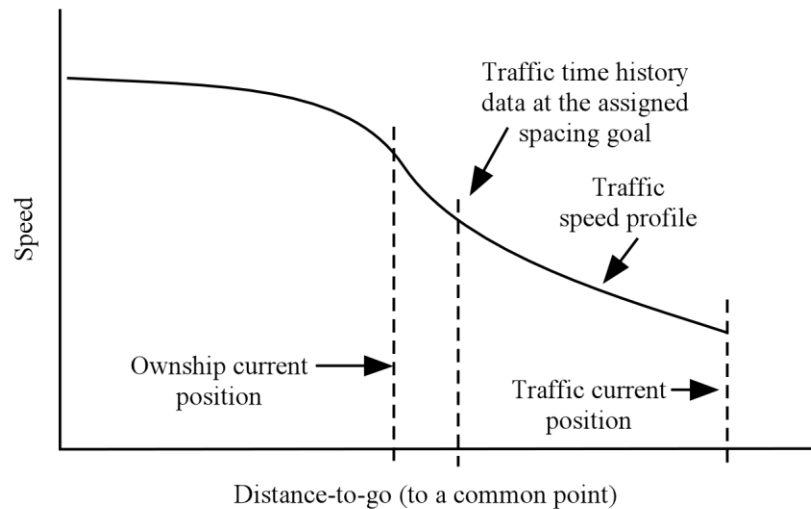 Traffic time history
data at the assigned
spacing goal
Traffic
speed profile
Speed
Ownship current
position
Traffic current
position
Distance-to-go (to a common point)